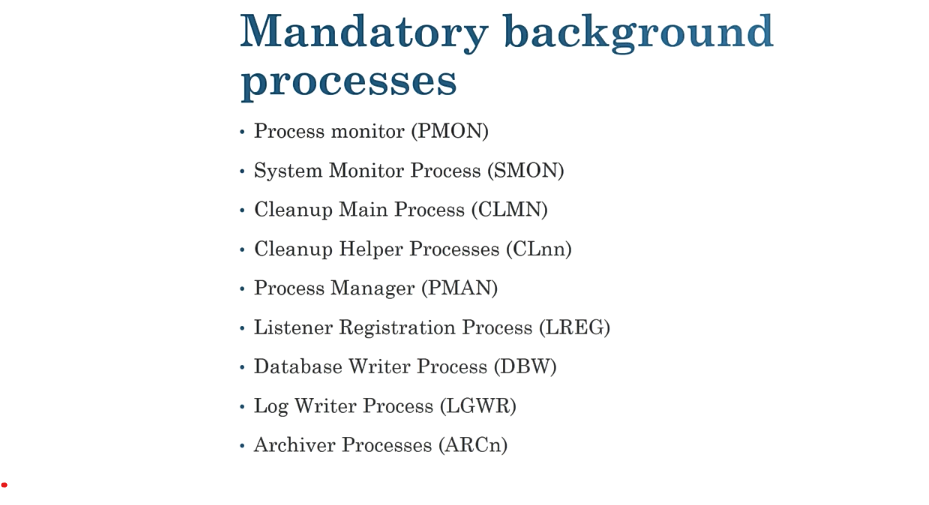 Mandatory background
processes
• Process monitor (PMON)
• System Monitor Process (SMON)
• Cleanup Main Process (CLMN)
• Cleanup Helper Processes (CLnn)
• Process Manager (PMAN)
• Listener Registration Process (LREG)
• Database Writer Process (DBW)
• Log Writer Process (LGWR)
• Archiver Processes (ARCn)